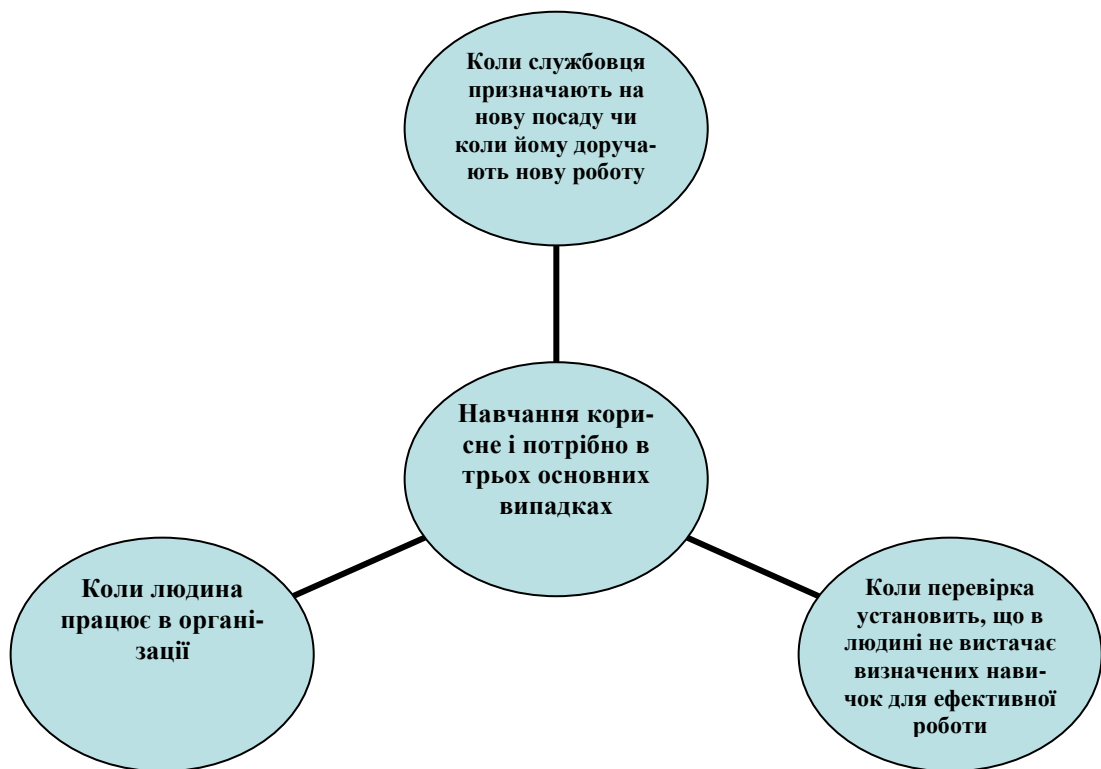 Коли службовця
призначають на
нову посаду чи
коли йому доруча-
ють нову роботу
Навчання кори-
сне і потрібно в
трьох основних
випадках
Коли людина
працює в органі-
зації
Коли перевірка
установить, що в
людині не вистачає
визначених нави-
чок для ефективної
роботи